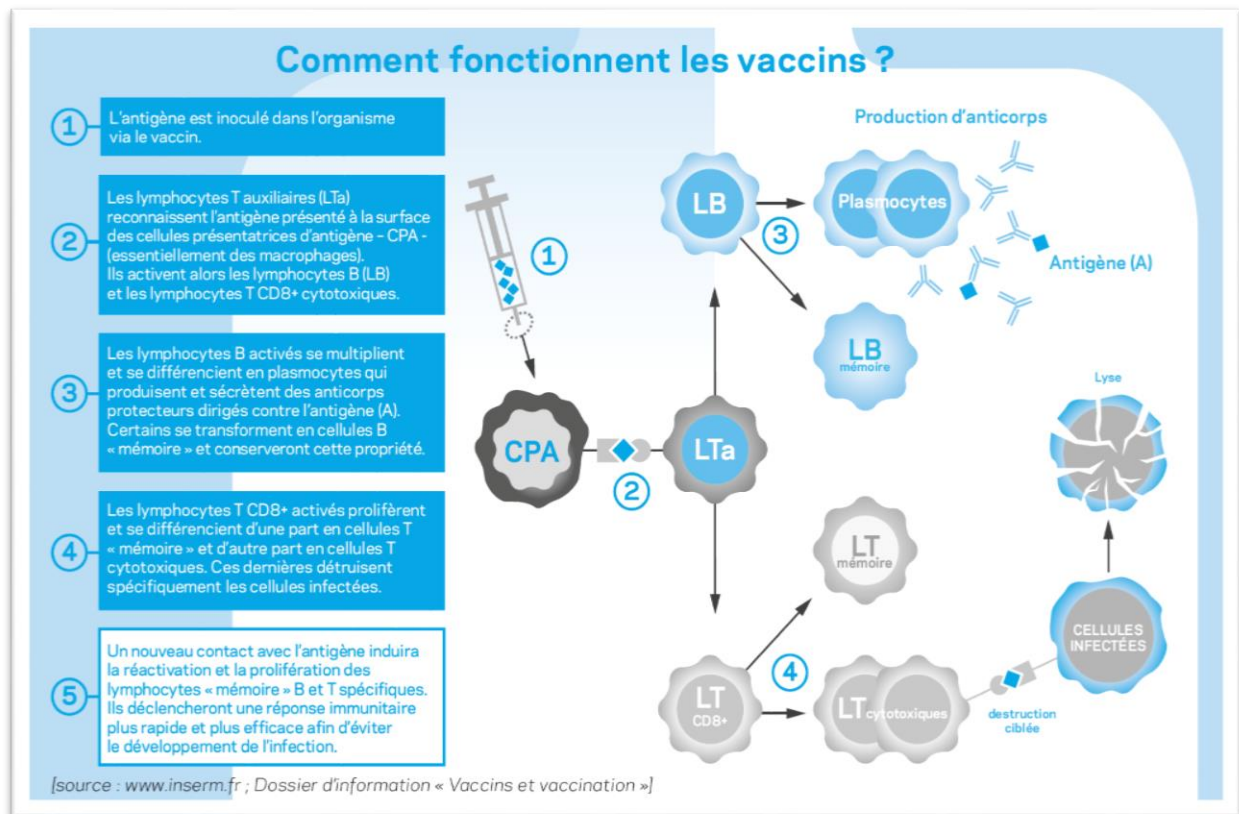 Comment fonctionnent les vaccins ?
1
L'antigène est inoculé dans l'organisme
via le vaccin.
2
Les lymphocytes T auxiliaires (LTa)
reconnaissent l'antigène présenté à la surface
des cellules présentatrices d'antigène – CPA -
(essentiellement des macrophages).
Ils activent alors les lymphocytes B (LB)
et les lymphocytes T CD8+ cytotoxiques.
3
Les lymphocytes B activés se multiplient
et se différencient en plasmocytes qui
produisent et sécrètent des anticorps
protecteurs dirigés contre l'antigène (A).
Certains se transforment en cellules B
« mémoire » et conserveront cette propriété.
4
Les lymphocytes T CD8+ activés prolifèrent
et se différencient d'une part en cellules T
« mémoire » et d'autre part en cellules T
cytotoxiques. Ces dernières détruisent
spécifiquement les cellules infectées.
5
Un nouveau contact avec l'antigène induira
la réactivation et la prolifération des
lymphocytes « mémoire » B et T spécifiques.
Ils déclencheront une réponse immunitaire
plus rapide et plus efficace afin d'éviter
le développement de l'infection.
1
CPA
2
LTa
LB
3
Production d'anticorps
Plasmocytes
Antigène (A)
LB
mémoire
LT
mémoire
LT
CD8+
4
LT cytotoxiques
destruction
ciblée
CELLULES
INFECTÉES
Lyse
[source : www.inserm.fr ; Dossier d'information « Vaccins et vaccination »]